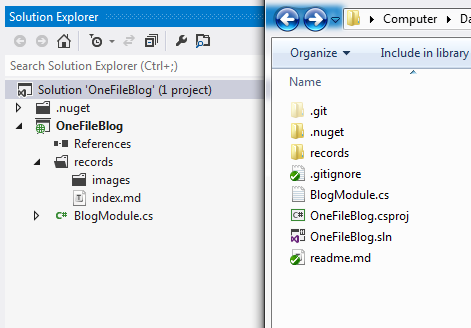 Solution Explorer
Search Solution Explorer (Ctrl+;)
Solution 'OneFileBlog' (1 project)
.nuget
OneFileBlog
References
records
images
index.md
C# BlogModule.cs
Computer
Organize
Include in library
Name
.git
.nuget
records
.gitignore
BlogModule.cs
OneFileBlog.csproj
OneFileBlog.sln
readme.md